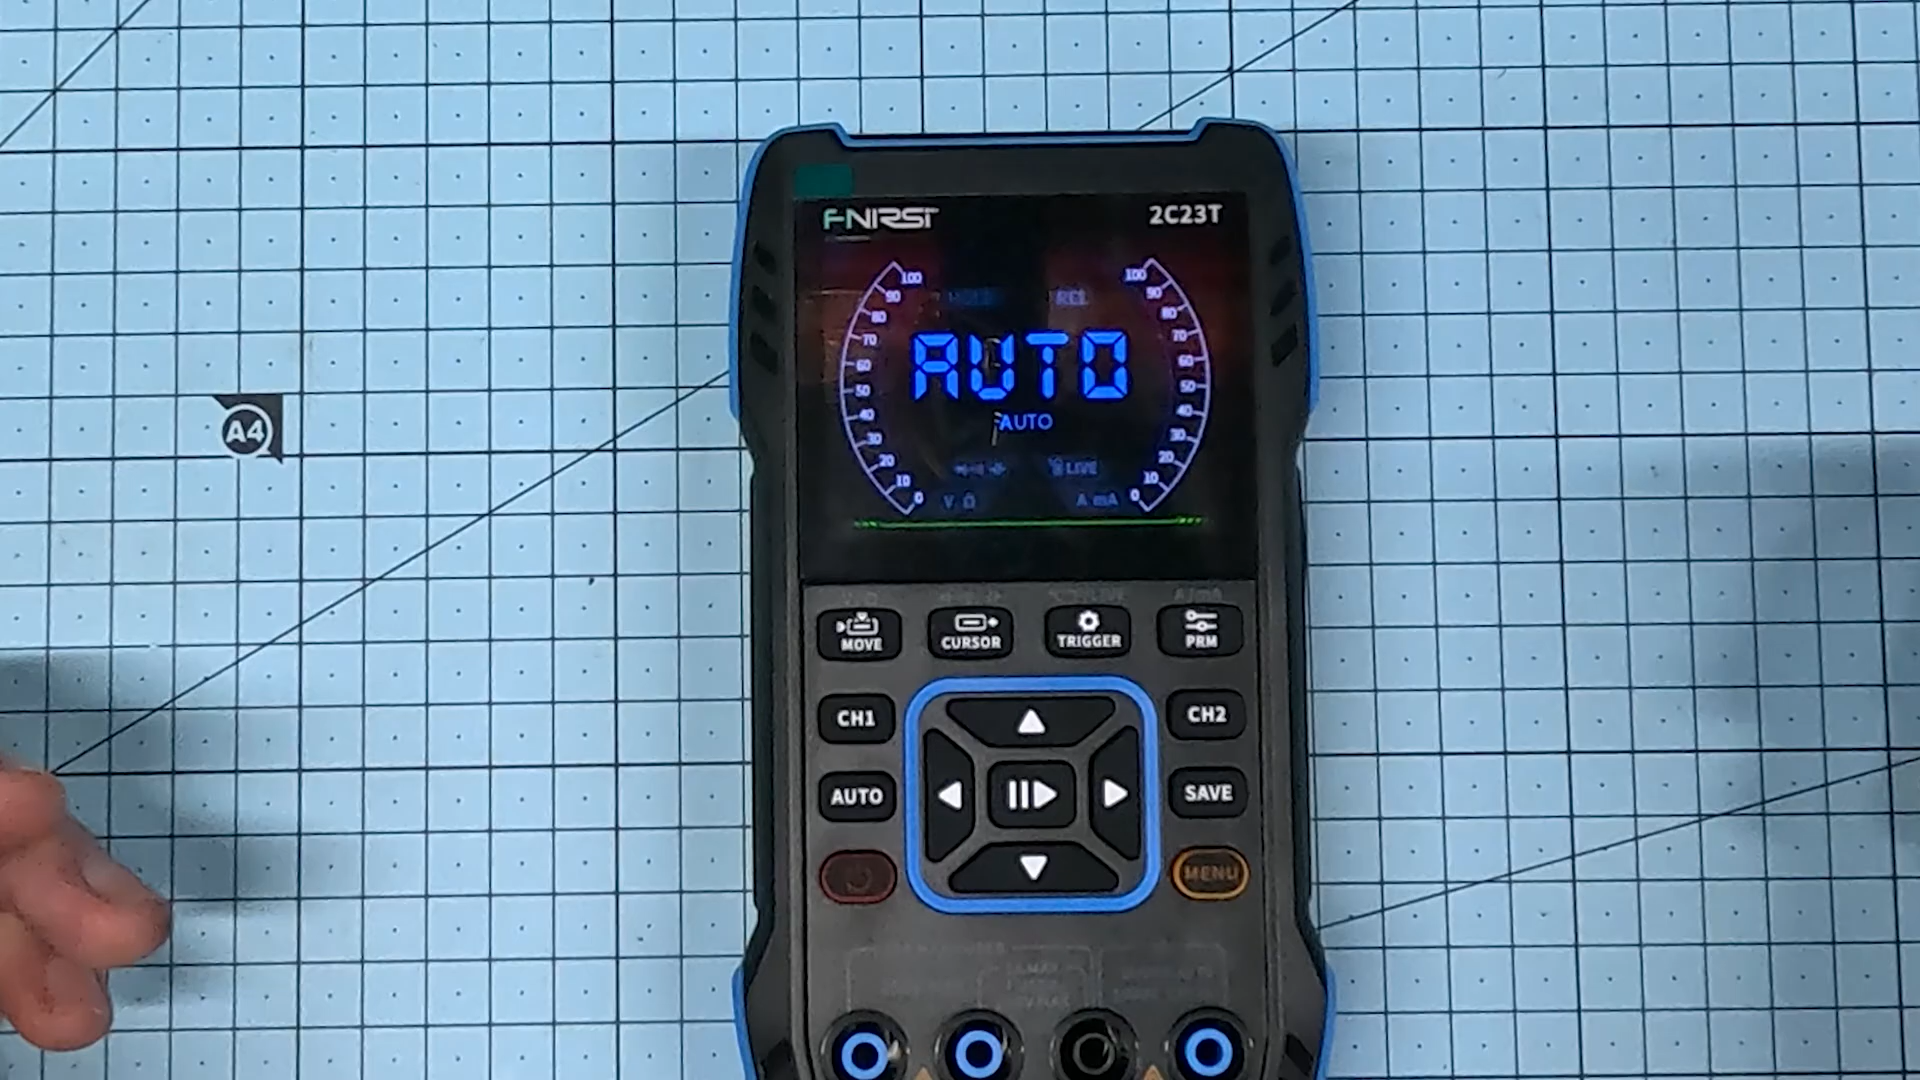 FNIRSI 2C23T
100 100
90 90
80 80
70 70
60 60
50 50
40 40
30 30
20 20
10 10
0 0
HOLD REL
AUTO
AUTO
LIVE
V. Ω A mA
MOVE CURSOR TRIGGER PRM
CH1 CH2
AUTO SAVE
MENU
A4